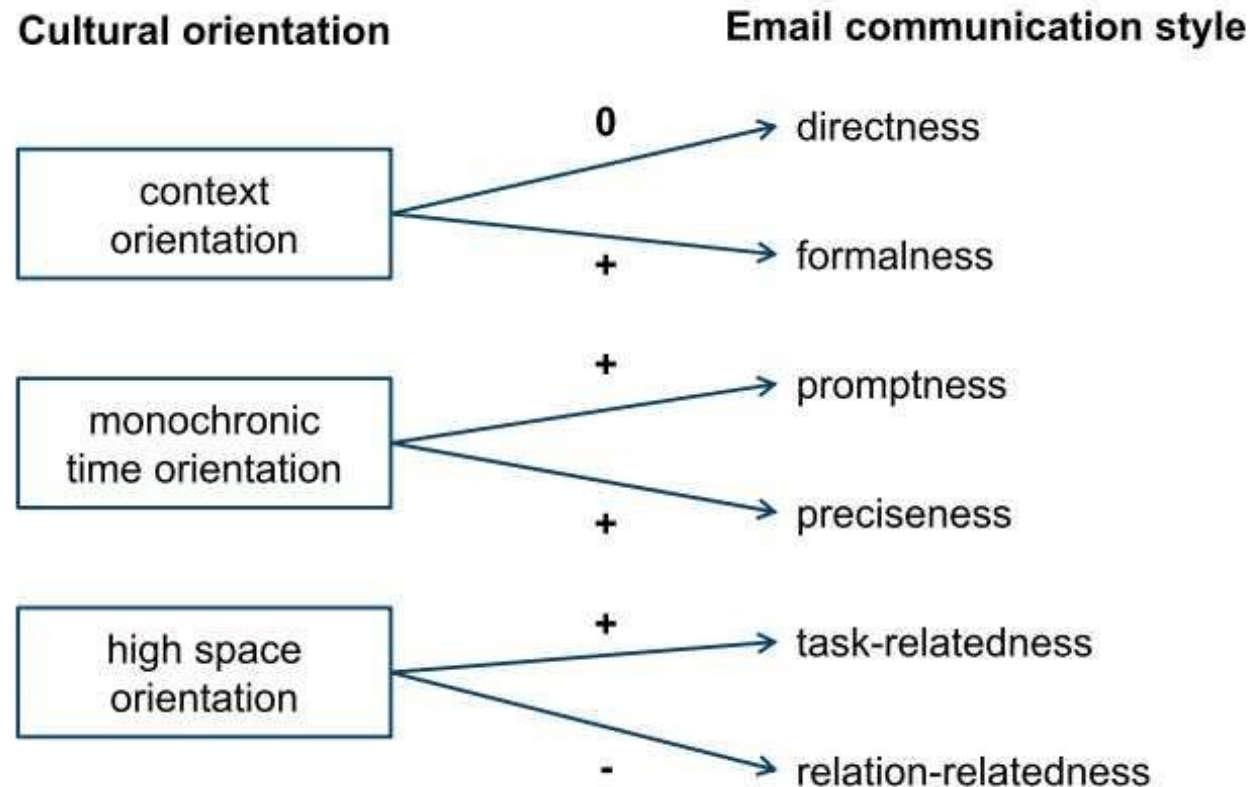 Cultural orientation
Email communication style
0
directness
context
orientation
formalness
+
+
promptness
monochronic
time orientation
preciseness
+
+
task-relatedness
high space
orientation
-
relation-relatedness